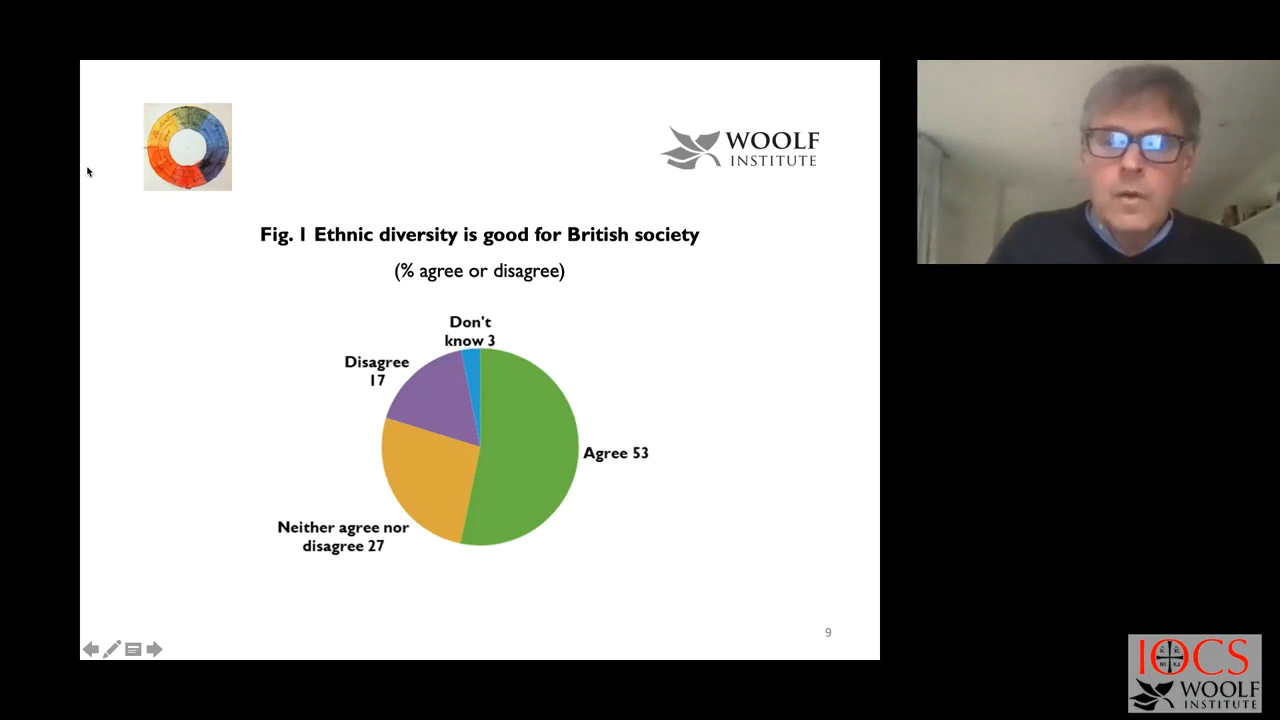 WOOLF
INSTITUTE
Fig. 1 Ethnic diversity is good for British society
(% agree or disagree)
Don't
know 3
Disagree
17
Agree 53
Neither agree nor
disagree 27
9
IOCS
WOOLF
INSTITUTE